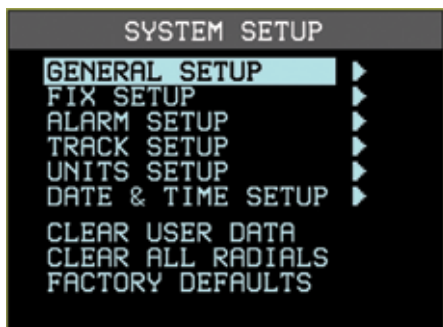 SYSTEM SETUP
GENERAL SETUP
FIX SETUP
ALARM SETUP
TRACK SETUP
UNITS SETUP
DATE & TIME SETUP
CLEAR USER DATA
CLEAR ALL RADIALS
FACTORY DEFAULTS